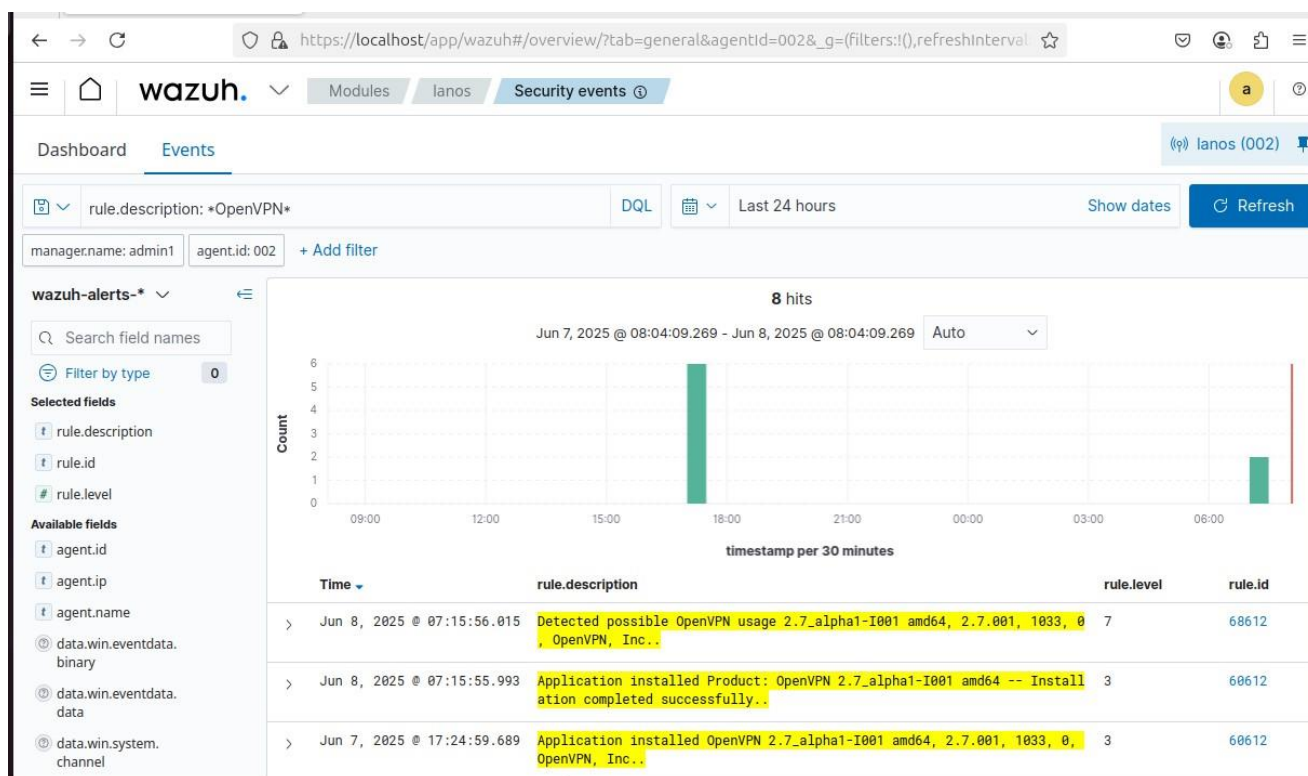 https://localhost/app/wazuh#/overview/?tab=general&agentId=002&_g=(filters:!(),refreshInterval
wazuh. Modules Ianos Security events
a
Dashboard Events
Ianos (002)
rule.description: *OpenVPN* DQL Last 24 hours Show dates Refresh
manager.name: admin1 agent.id: 002 + Add filter
wazuh-alerts-*
Search field names
Filter by type 0
Selected fields
rule.description
rule.id
rule.level
Available fields
agent.id
agent.ip
agent.name
data.win.eventdata.
binary
data.win.eventdata.
data
data.win.system.
channel
8 hits
Jun 7, 2025 @ 08:04:09.269 - Jun 8, 2025 @ 08:04:09.269 Auto
Count
6
5
4
3
2
1
0
09:00 12:00 15:00 18:00 21:00 00:00 03:00 06:00
timestamp per 30 minutes
Time rule.description rule.level rule.id
Jun 8, 2025 @ 07:15:56.015 Detected possible OpenVPN usage 2.7_alpha1-I001 amd64, 2.7.001, 1033, 0 7 68612
, OpenVPN, Inc..
Jun 8, 2025 @ 07:15:55.993 Application installed Product: OpenVPN 2.7_alpha1-I001 amd64 -- Install 3 60612
ation completed successfully..
Jun 7, 2025 @ 17:24:59.689 Application installed OpenVPN 2.7_alpha1-I001 amd64, 2.7.001, 1033, 0, 3 60612
OpenVPN, Inc..